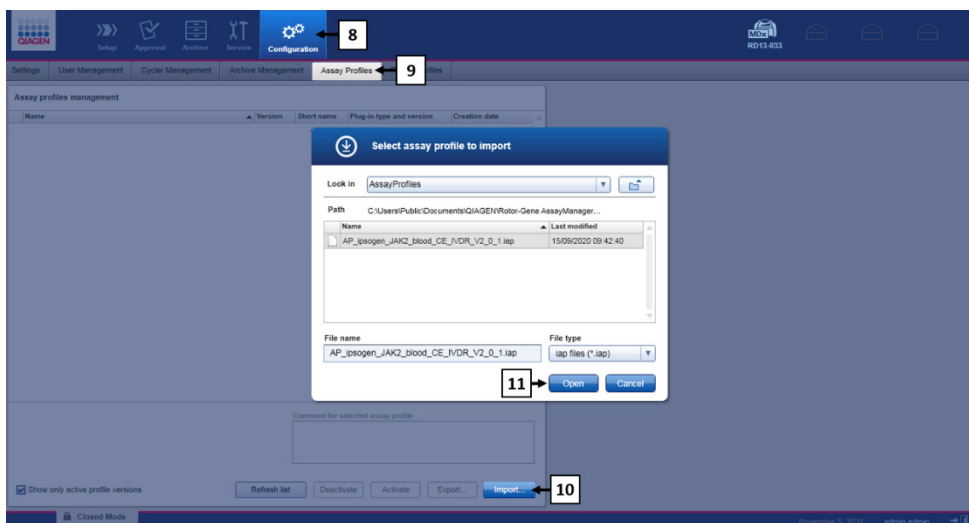 QIAGEN
Setup
Approval
Archive
Service
Configuration
8
MDx
RD13-033
Settings
User Management
Cycler Management
Archive Management
Assay Profiles
9
Assay profiles management
Name
Version
Short name
Plug-in type and version
Creation date
Select assay profile to import
Look in
AssayProfiles
Path
C:\Users\Public\Documents\QIAGEN\Rotor-Gene AssayManager...
Name
Last modified
AP_ipsogen_JAK2_blood_CE_IVDR_V2_0_1.iap
15/09/2020 09:42:40
File name
File type
AP_ipsogen_JAK2_blood_CE_IVDR_V2_0_1.iap
iap files (*.iap)
11
Open
Cancel
Comment for selected assay profile
Show only active profile versions
Refresh list
Deactivate
Activate
Export...
Import...
10
Closed Mode
November 5, 2020
admin admin